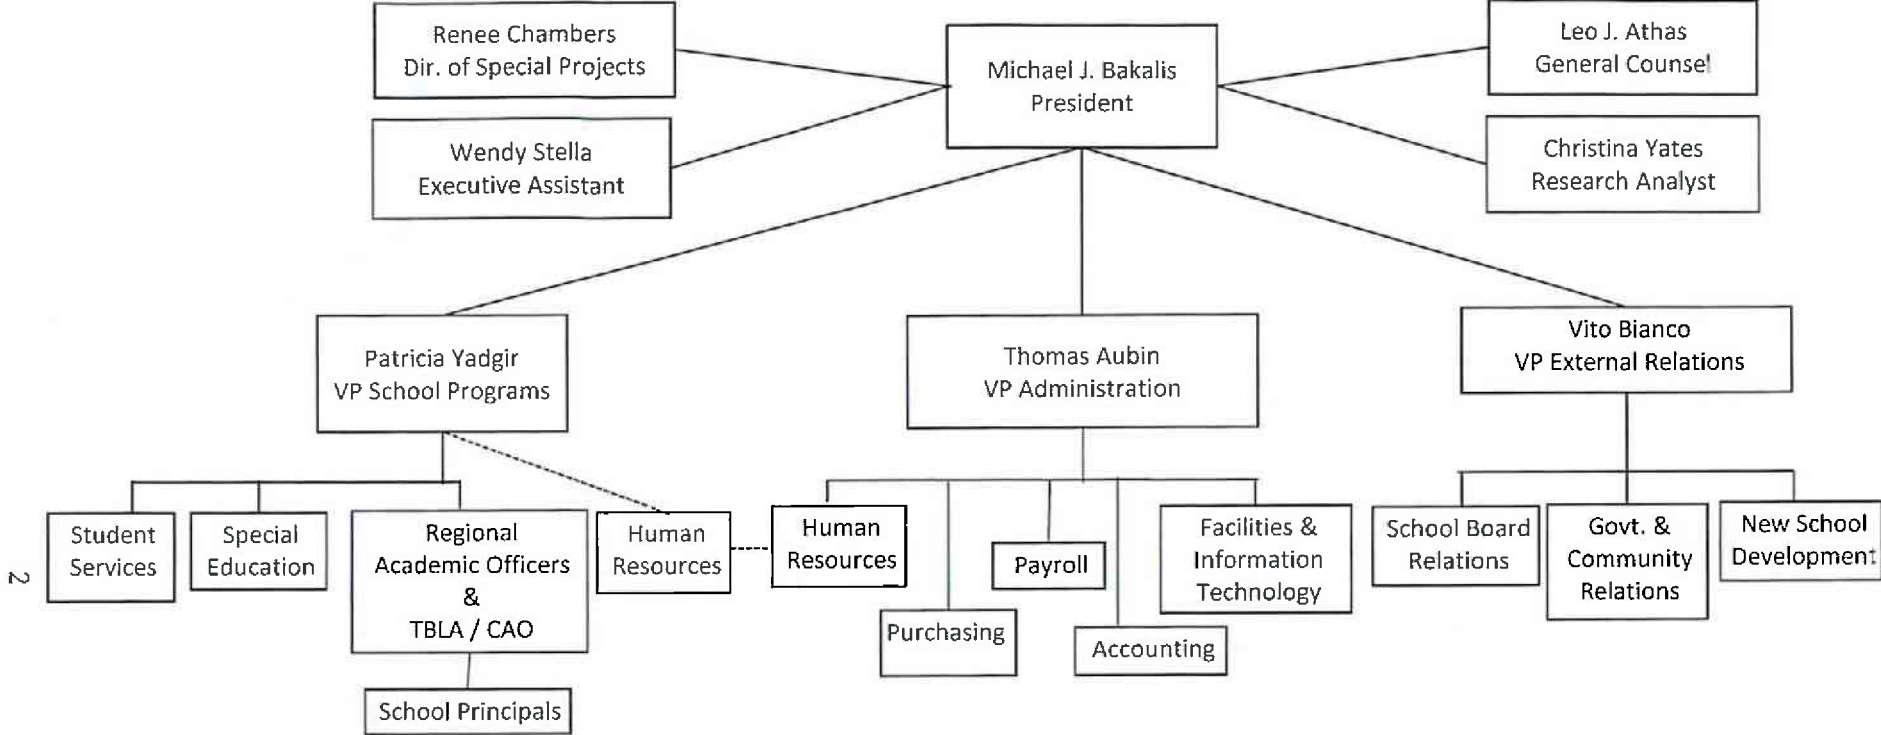 Renee Chambers
Dir. of Special Projects
Michael J. Bakalis
President
Leo J. Athas
General Counsel
Wendy Stella
Executive Assistant
Christina Yates
Research Analyst
Patricia Yadgir
VP School Programs
Thomas Aubin
VP Administration
Vito Bianco
VP External Relations
Student
Services
Special
Education
Regional
Academic Officers
&
TBLA / CAO
Human
Resources
Human
Resources
Payroll
Facilities &
Information
Technology
School Board
Relations
Govt. &
Community
Relations
New School
Development
Purchasing
Accounting
School Principals
2